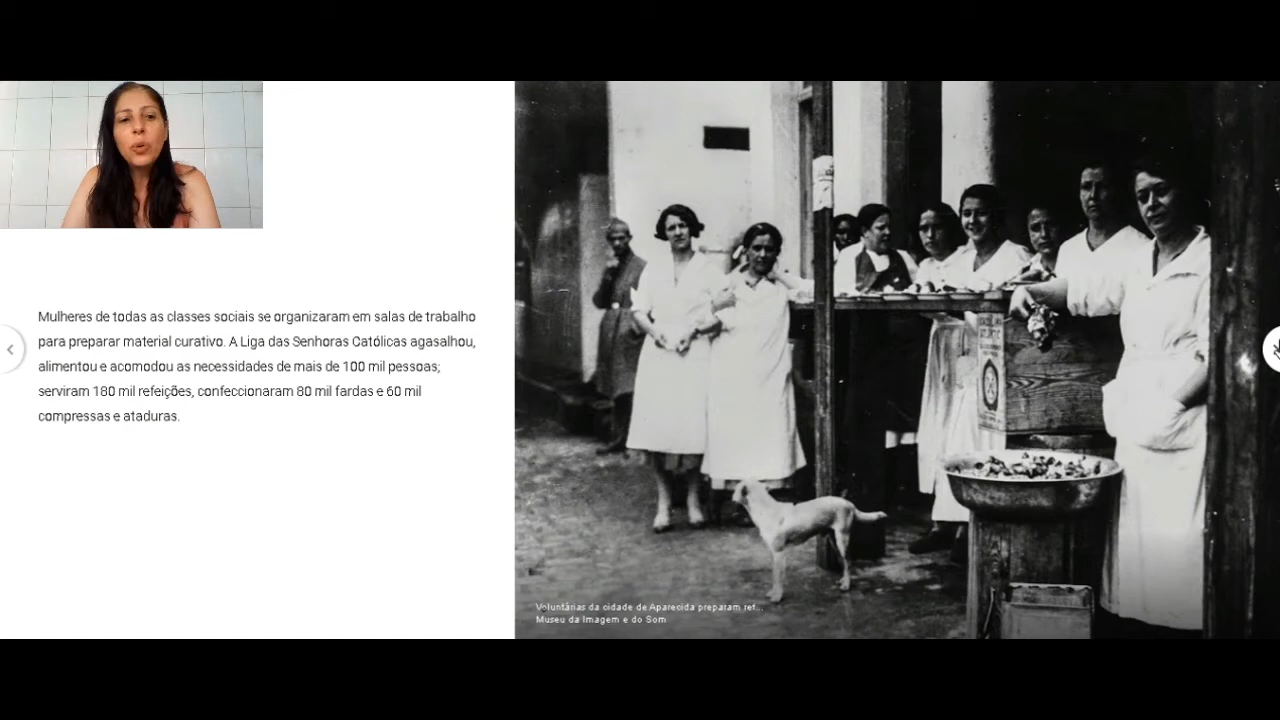 Mulheres de todas as classes sociais se organizaram em salas de trabalho
para preparar material curativo. A Liga das Senhoras Católicas agasalhou,
alimentou e acomodou as necessidades de mais de 100 mil pessoas;
serviram 180 mil refeições, confeccionaram 80 mil fardas e 60 mil
compressas e ataduras.
Voluntárias da cidade de Aparecida preparam ref...
Museu da Imagem e do Som